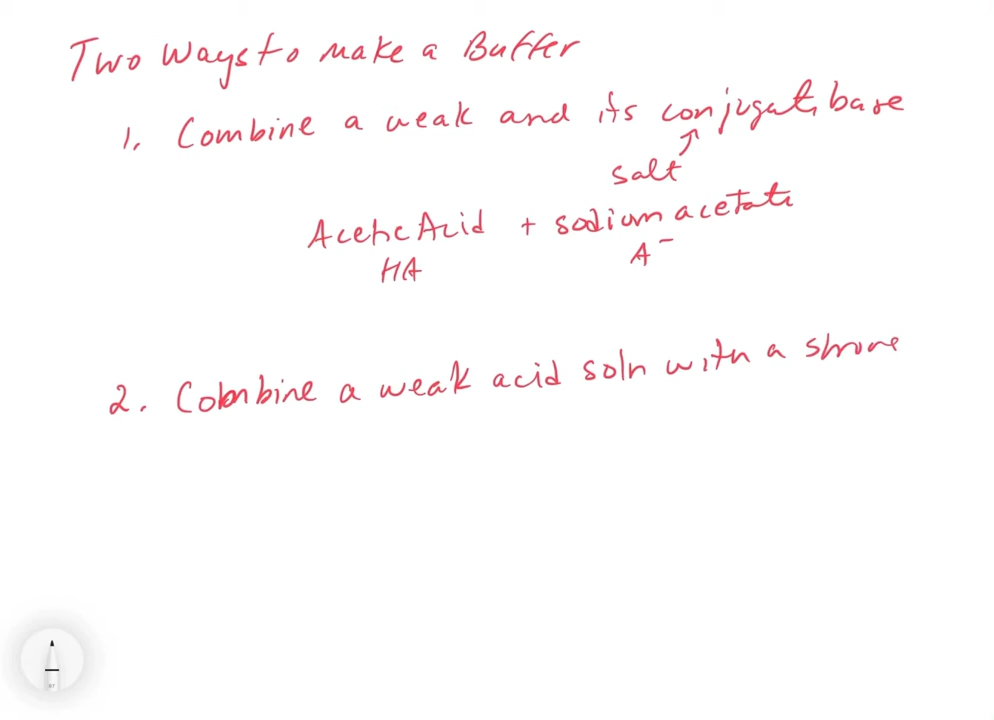 Two Ways to make a Buffer
1. Combine a weak and its conjugate base
salt
Acetic Acid + sodium acetate
HA A⁻
2. Combine a weak acid soln with a strong